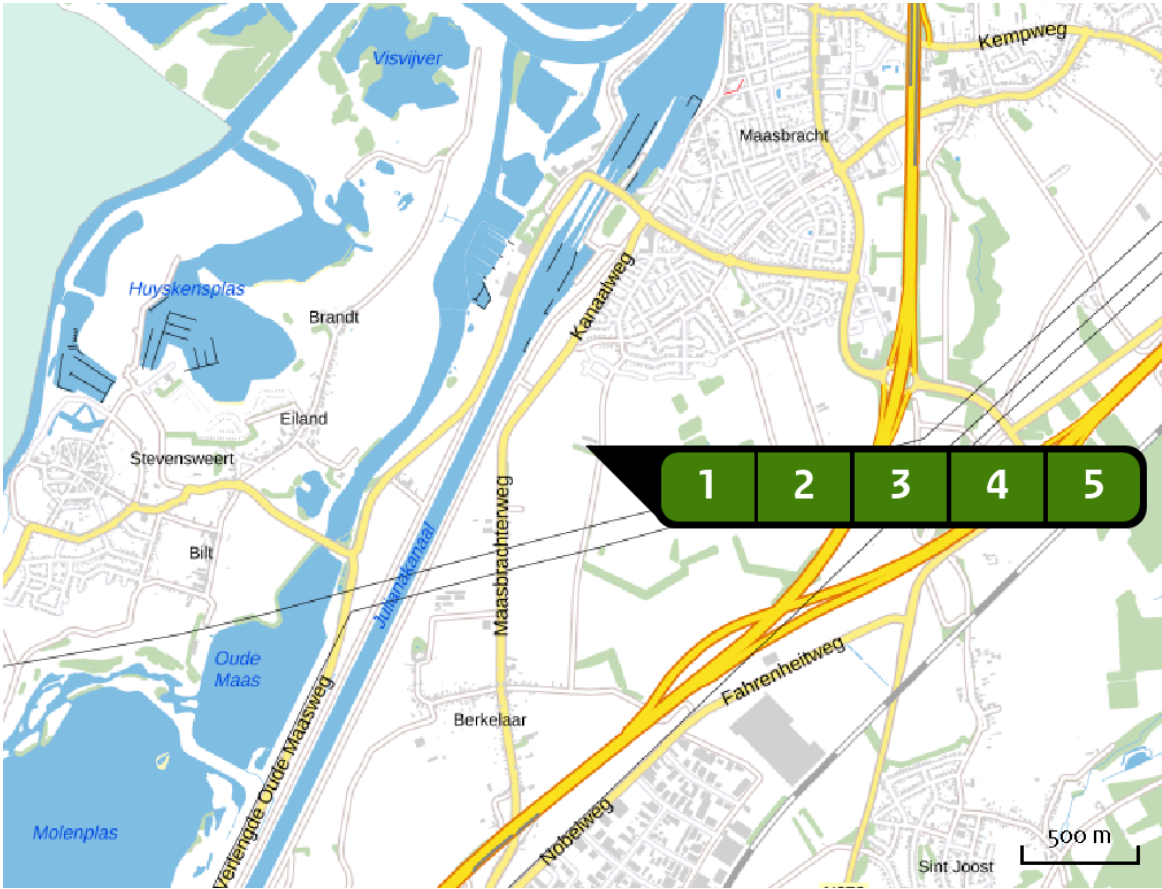 Kempweg
Visvijver
Maasbracht
Huyskensplas
Brandt
Kanaalweg
Eiland
Stevensweert
1 2 3 4 5
Maasbrachterweg
Bilt
Julianakanaal
Oude
Maas
Fahrenheitweg
Berkelaar
Verlengde Oude Maasweg
Molenplas
Nobelweg
500 m
Sint Joost